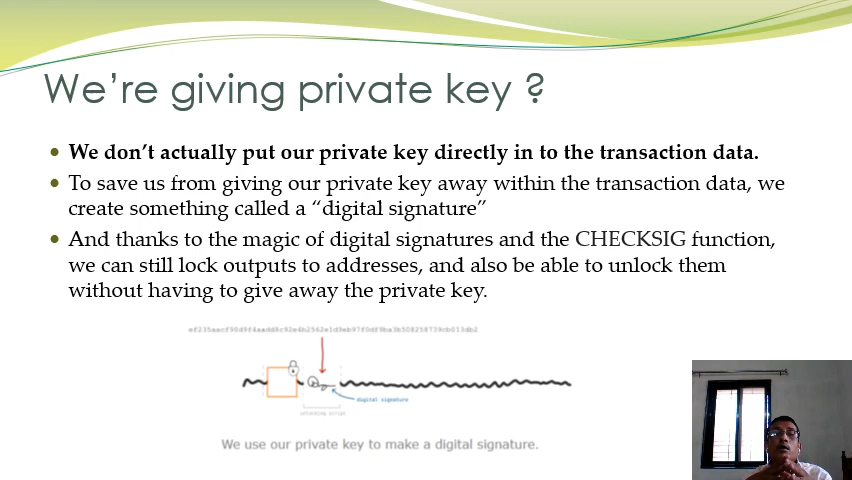 We're giving private key ?
We don't actually put our private key directly in to the transaction data.
To save us from giving our private key away within the transaction data, we
create something called a “digital signature”
And thanks to the magic of digital signatures and the CHECKSIG function,
we can still lock outputs to addresses, and also be able to unlock them
without having to give away the private key.
digital signature
We use our private key to make a digital signature.